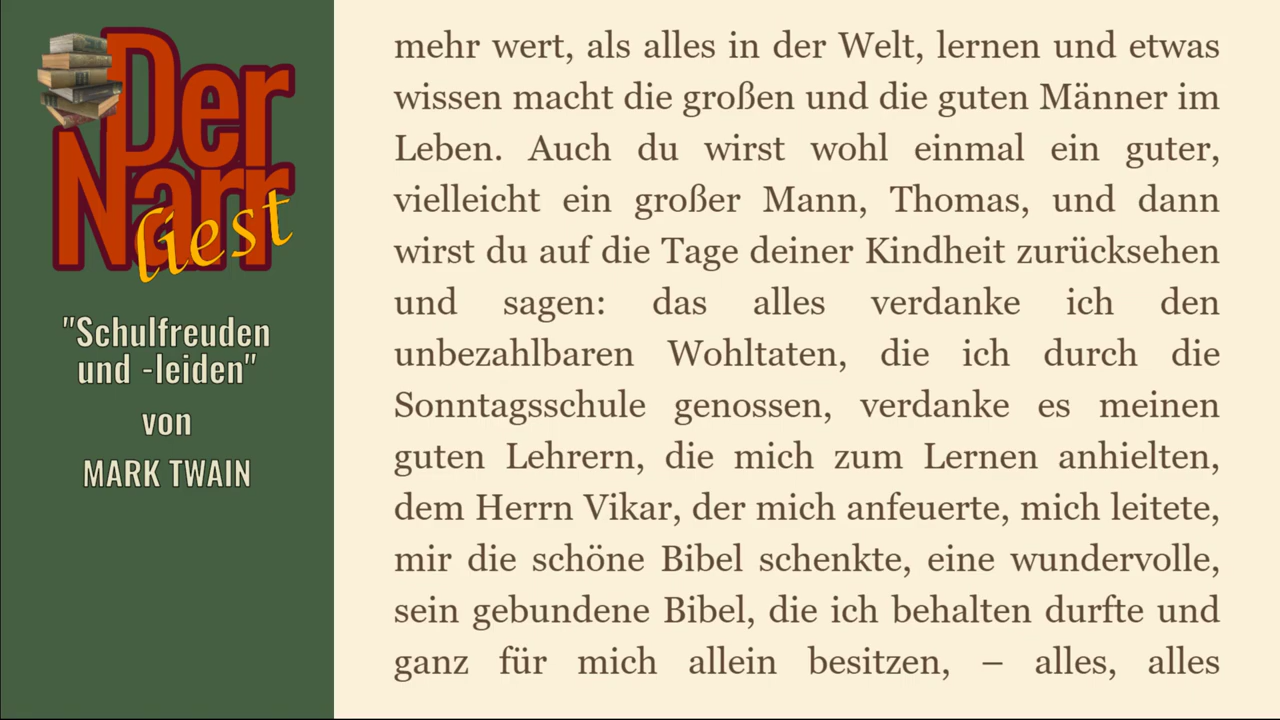 Der
Narr
liest
"Schulfreuden
und -leiden"
von
MARK TWAIN
mehr wert, als alles in der Welt, lernen und etwas
wissen macht die großen und die guten Männer im
Leben. Auch du wirst wohl einmal ein guter,
vielleicht ein großer Mann, Thomas, und dann
wirst du auf die Tage deiner Kindheit zurücksehen
und sagen: das alles verdanke ich den
unbezahlbaren Wohltaten, die ich durch die
Sonntagsschule genossen, verdanke es meinen
guten Lehrern, die mich zum Lernen anhielten,
dem Herrn Vikar, der mich anfeuerte, mich leitete,
mir die schöne Bibel schenkte, eine wundervolle,
sein gebundene Bibel, die ich behalten durfte und
ganz für mich allein besitzen, – alles, alles